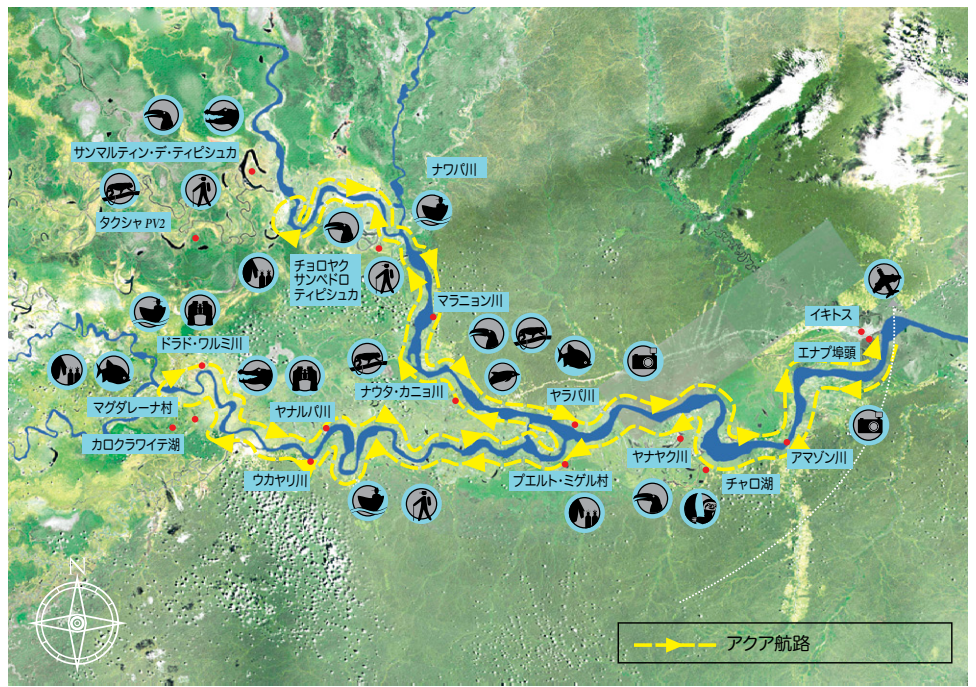 サンマルティン・デ・ティピシュカ
ナワパ川
タクシャ PV2
チョロヤク
サンペドロ
ティピシュカ
マラニョン川
イキトス
ドラド・ワルミ川
エナプ埠頭
ナウタ・カニョ川
ヤラパ川
マグダレーナ村
ヤナルパ川
カロクラワイテ湖
ヤナヤク川
アマゾン川
ウカヤリ川
プエルト・ミゲル村
チャロ湖
アクア航路